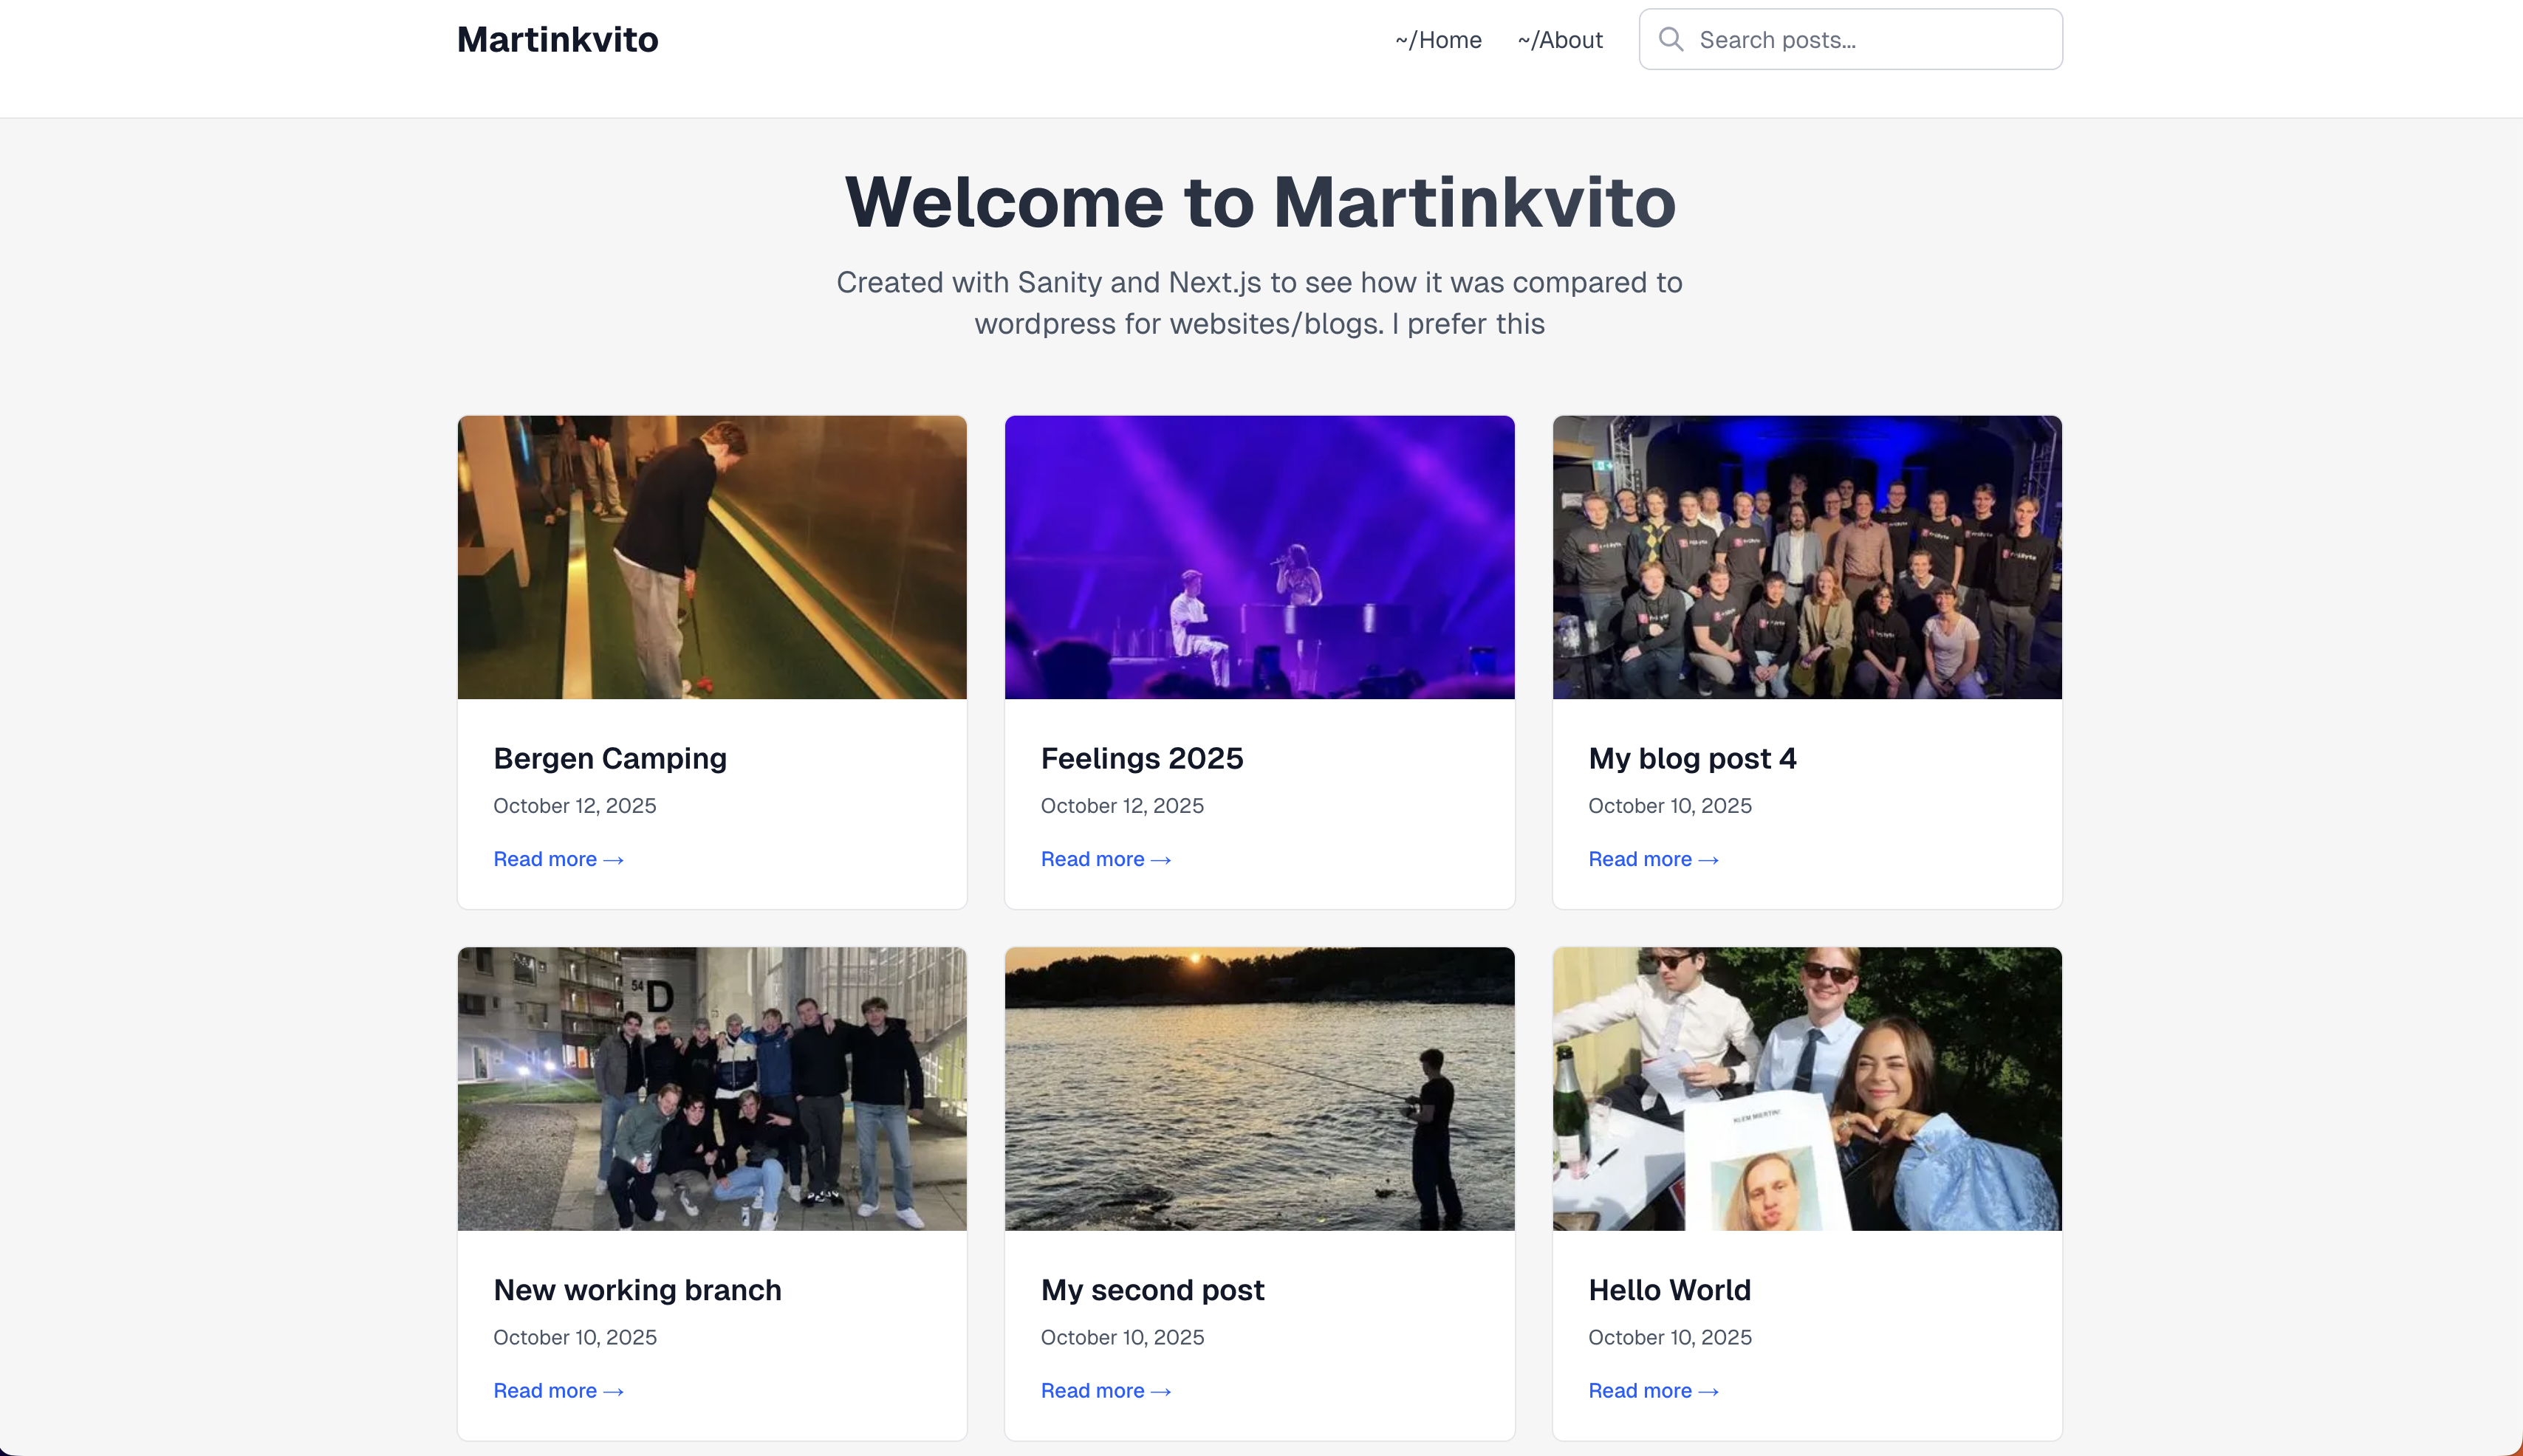 Martinkvito
~/Home
~/About
Search posts...
Welcome to Martinkvito
Created with Sanity and Next.js to see how it was compared to
wordpress for websites/blogs. I prefer this
Bergen Camping
October 12, 2025
Read more →
Feelings 2025
October 12, 2025
Read more →
My blog post 4
October 10, 2025
Read more →
54 D
New working branch
October 10, 2025
Read more →
My second post
October 10, 2025
Read more →
Hello World
October 10, 2025
Read more →